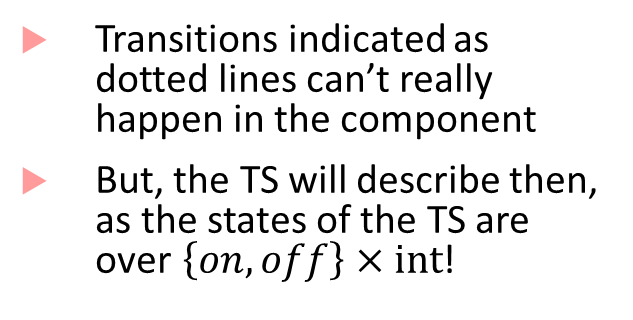 Transitions indicated as
dotted lines can't really
happen in the component
But, the TS will describe then,
as the states of the TS are
over {on, off} × int!